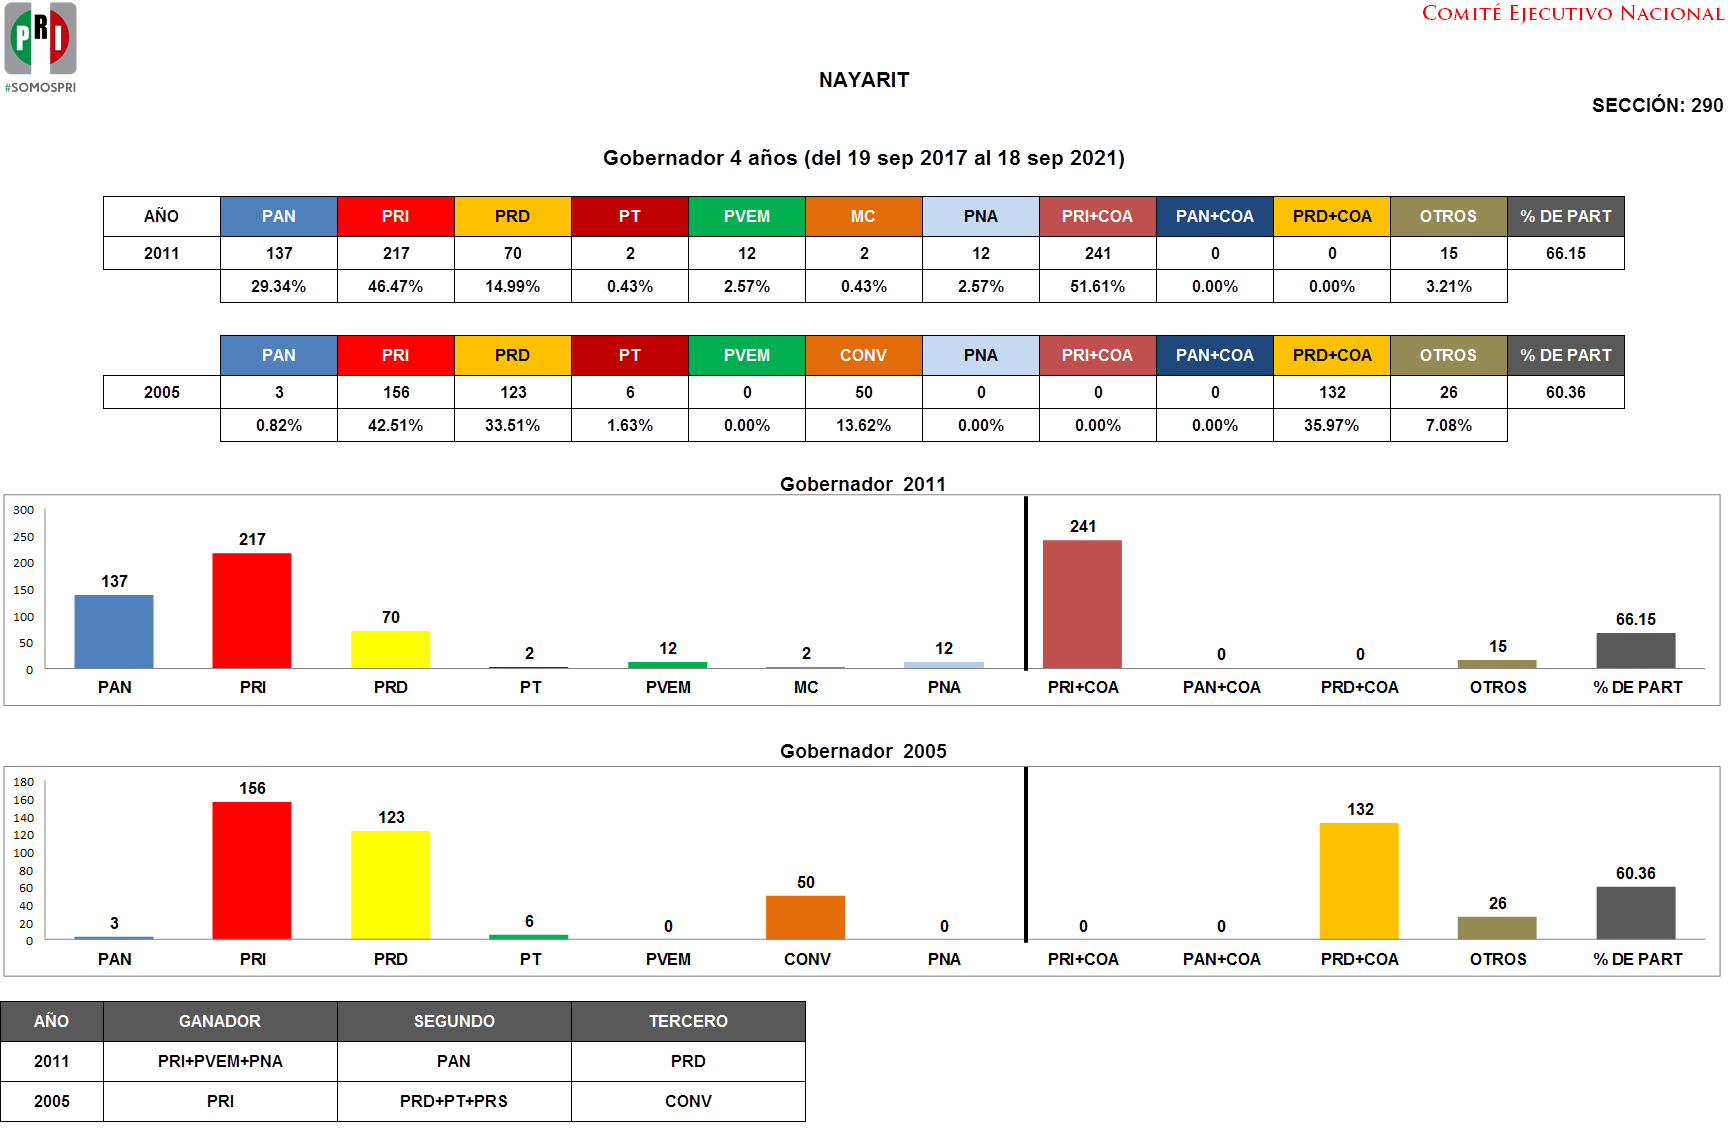 PRI
#SOMOSPRI
COMITÉ EJECUTIVO NACIONAL
NAYARIT
SECCIÓN: 290
Gobernador 4 años (del 19 sep 2017 al 18 sep 2021)
AÑO PAN PRI PRD PT PVEM MC PNA PRI+COA PAN+COA PRD+COA OTROS % DE PART
2011 137 217 70 2 12 2 12 241 0 0 15 66.15
29.34% 46.47% 14.99% 0.43% 2.57% 0.43% 2.57% 51.61% 0.00% 0.00% 3.21%
PAN PRI PRD PT PVEM CONV PNA PRI+COA PAN+COA PRD+COA OTROS % DE PART
2005 3 156 123 6 0 50 0 0 0 132 26 60.36
0.82% 42.51% 33.51% 1.63% 0.00% 13.62% 0.00% 0.00% 0.00% 35.97% 7.08%
Gobernador 2011
300
250
200
150
100
50
0
137 217 70 2 12 2 12 241 0 0 15 66.15
PAN PRI PRD PT PVEM MC PNA PRI+COA PAN+COA PRD+COA OTROS % DE PART
Gobernador 2005
180
160
140
120
100
80
60
40
20
0
3 156 123 6 0 50 0 0 0 132 26 60.36
PAN PRI PRD PT PVEM CONV PNA PRI+COA PAN+COA PRD+COA OTROS % DE PART
AÑO GANADOR SEGUNDO TERCERO
2011 PRI+PVEM+PNA PAN PRD
2005 PRI PRD+PT+PRS CONV